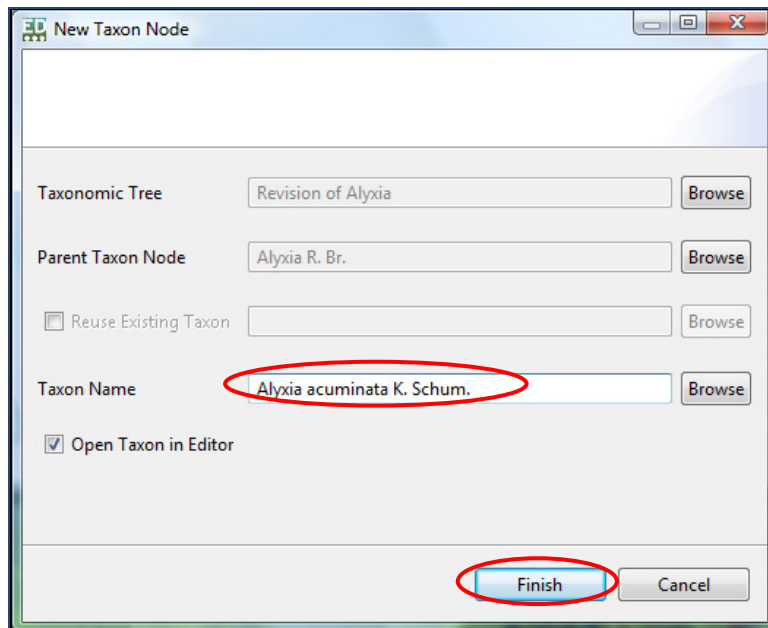 ED New Taxon Node
Taxonomic Tree Revision of Alyxia Browse
Parent Taxon Node Alyxia R. Br. Browse
Reuse Existing Taxon Browse
Taxon Name Alyxia acuminata K. Schum. Browse
Open Taxon in Editor
Finish Cancel